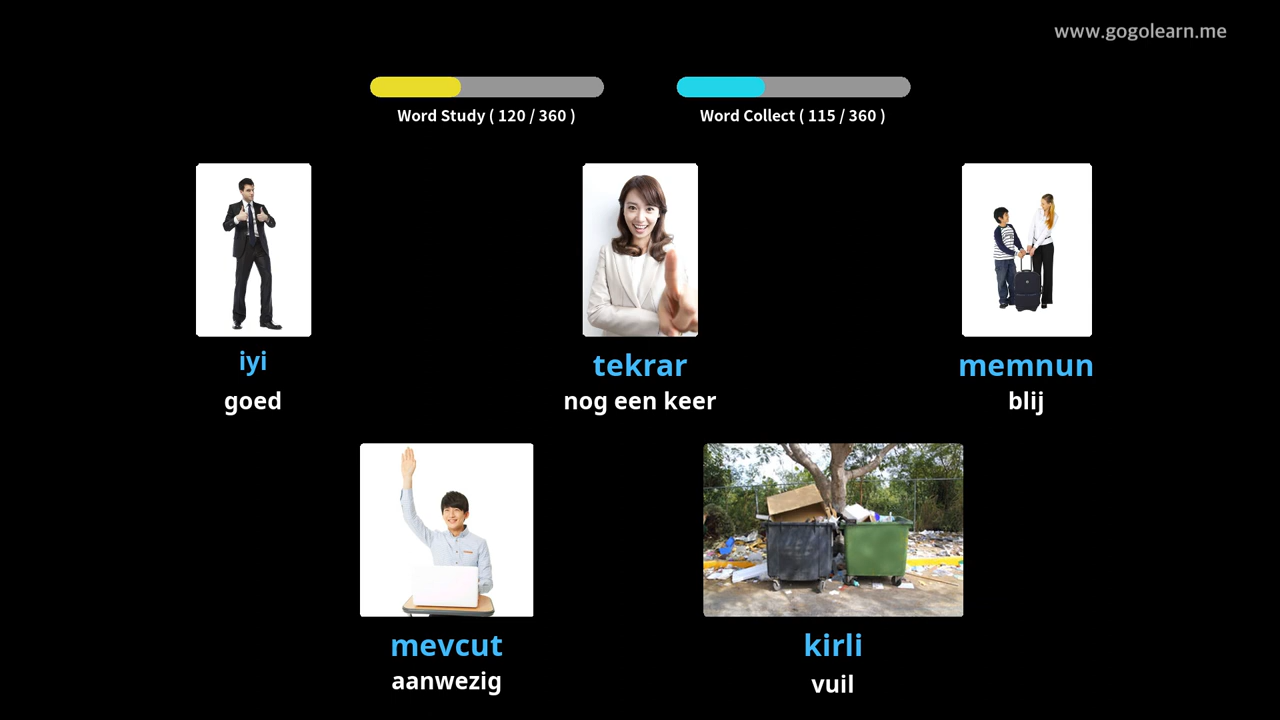 www.gogolearn.me
Word Study ( 120 / 360 )
Word Collect ( 115 / 360 )
iyi
goed
tekrar
nog een keer
memnun
blij
mevcut
aanwezig
kirli
vuil